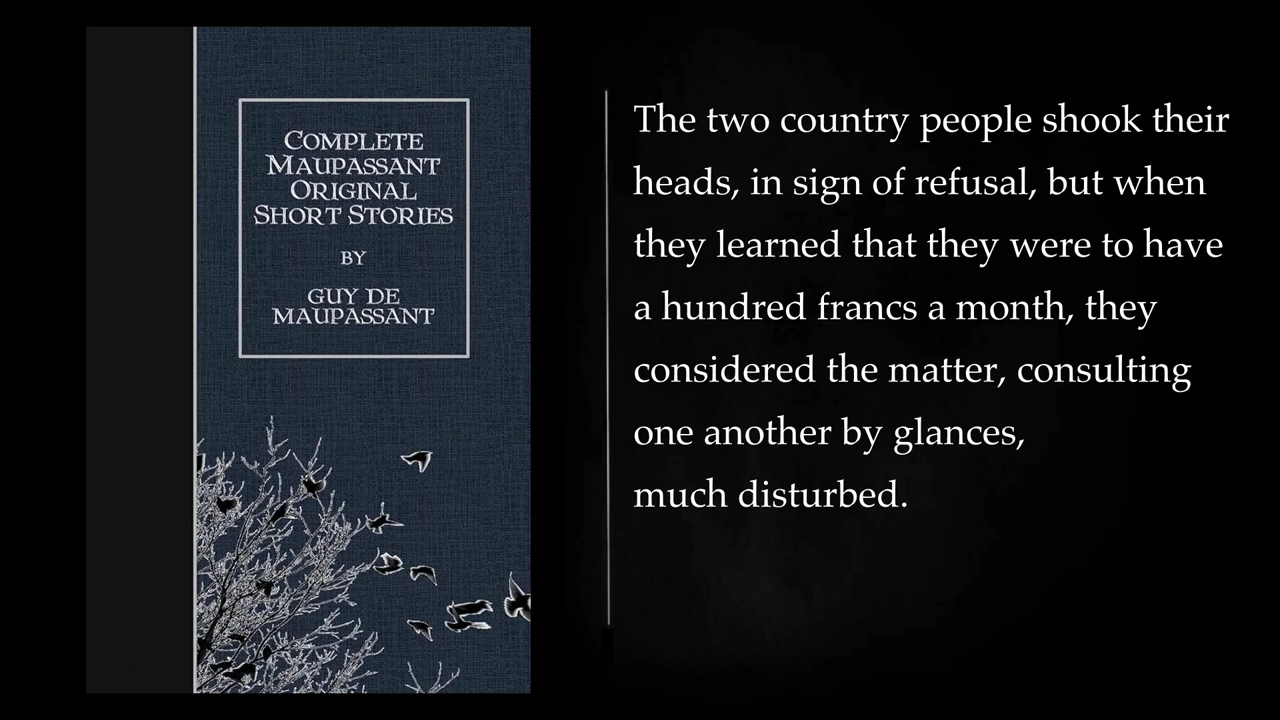 COMPLETE
MAUPASSANT
ORIGINAL
SHORT STORIES
BY
GUY DE
MAUPASSANT
The two country people shook their
heads, in sign of refusal, but when
they learned that they were to have
a hundred francs a month, they
considered the matter, consulting
one another by glances,
much disturbed.